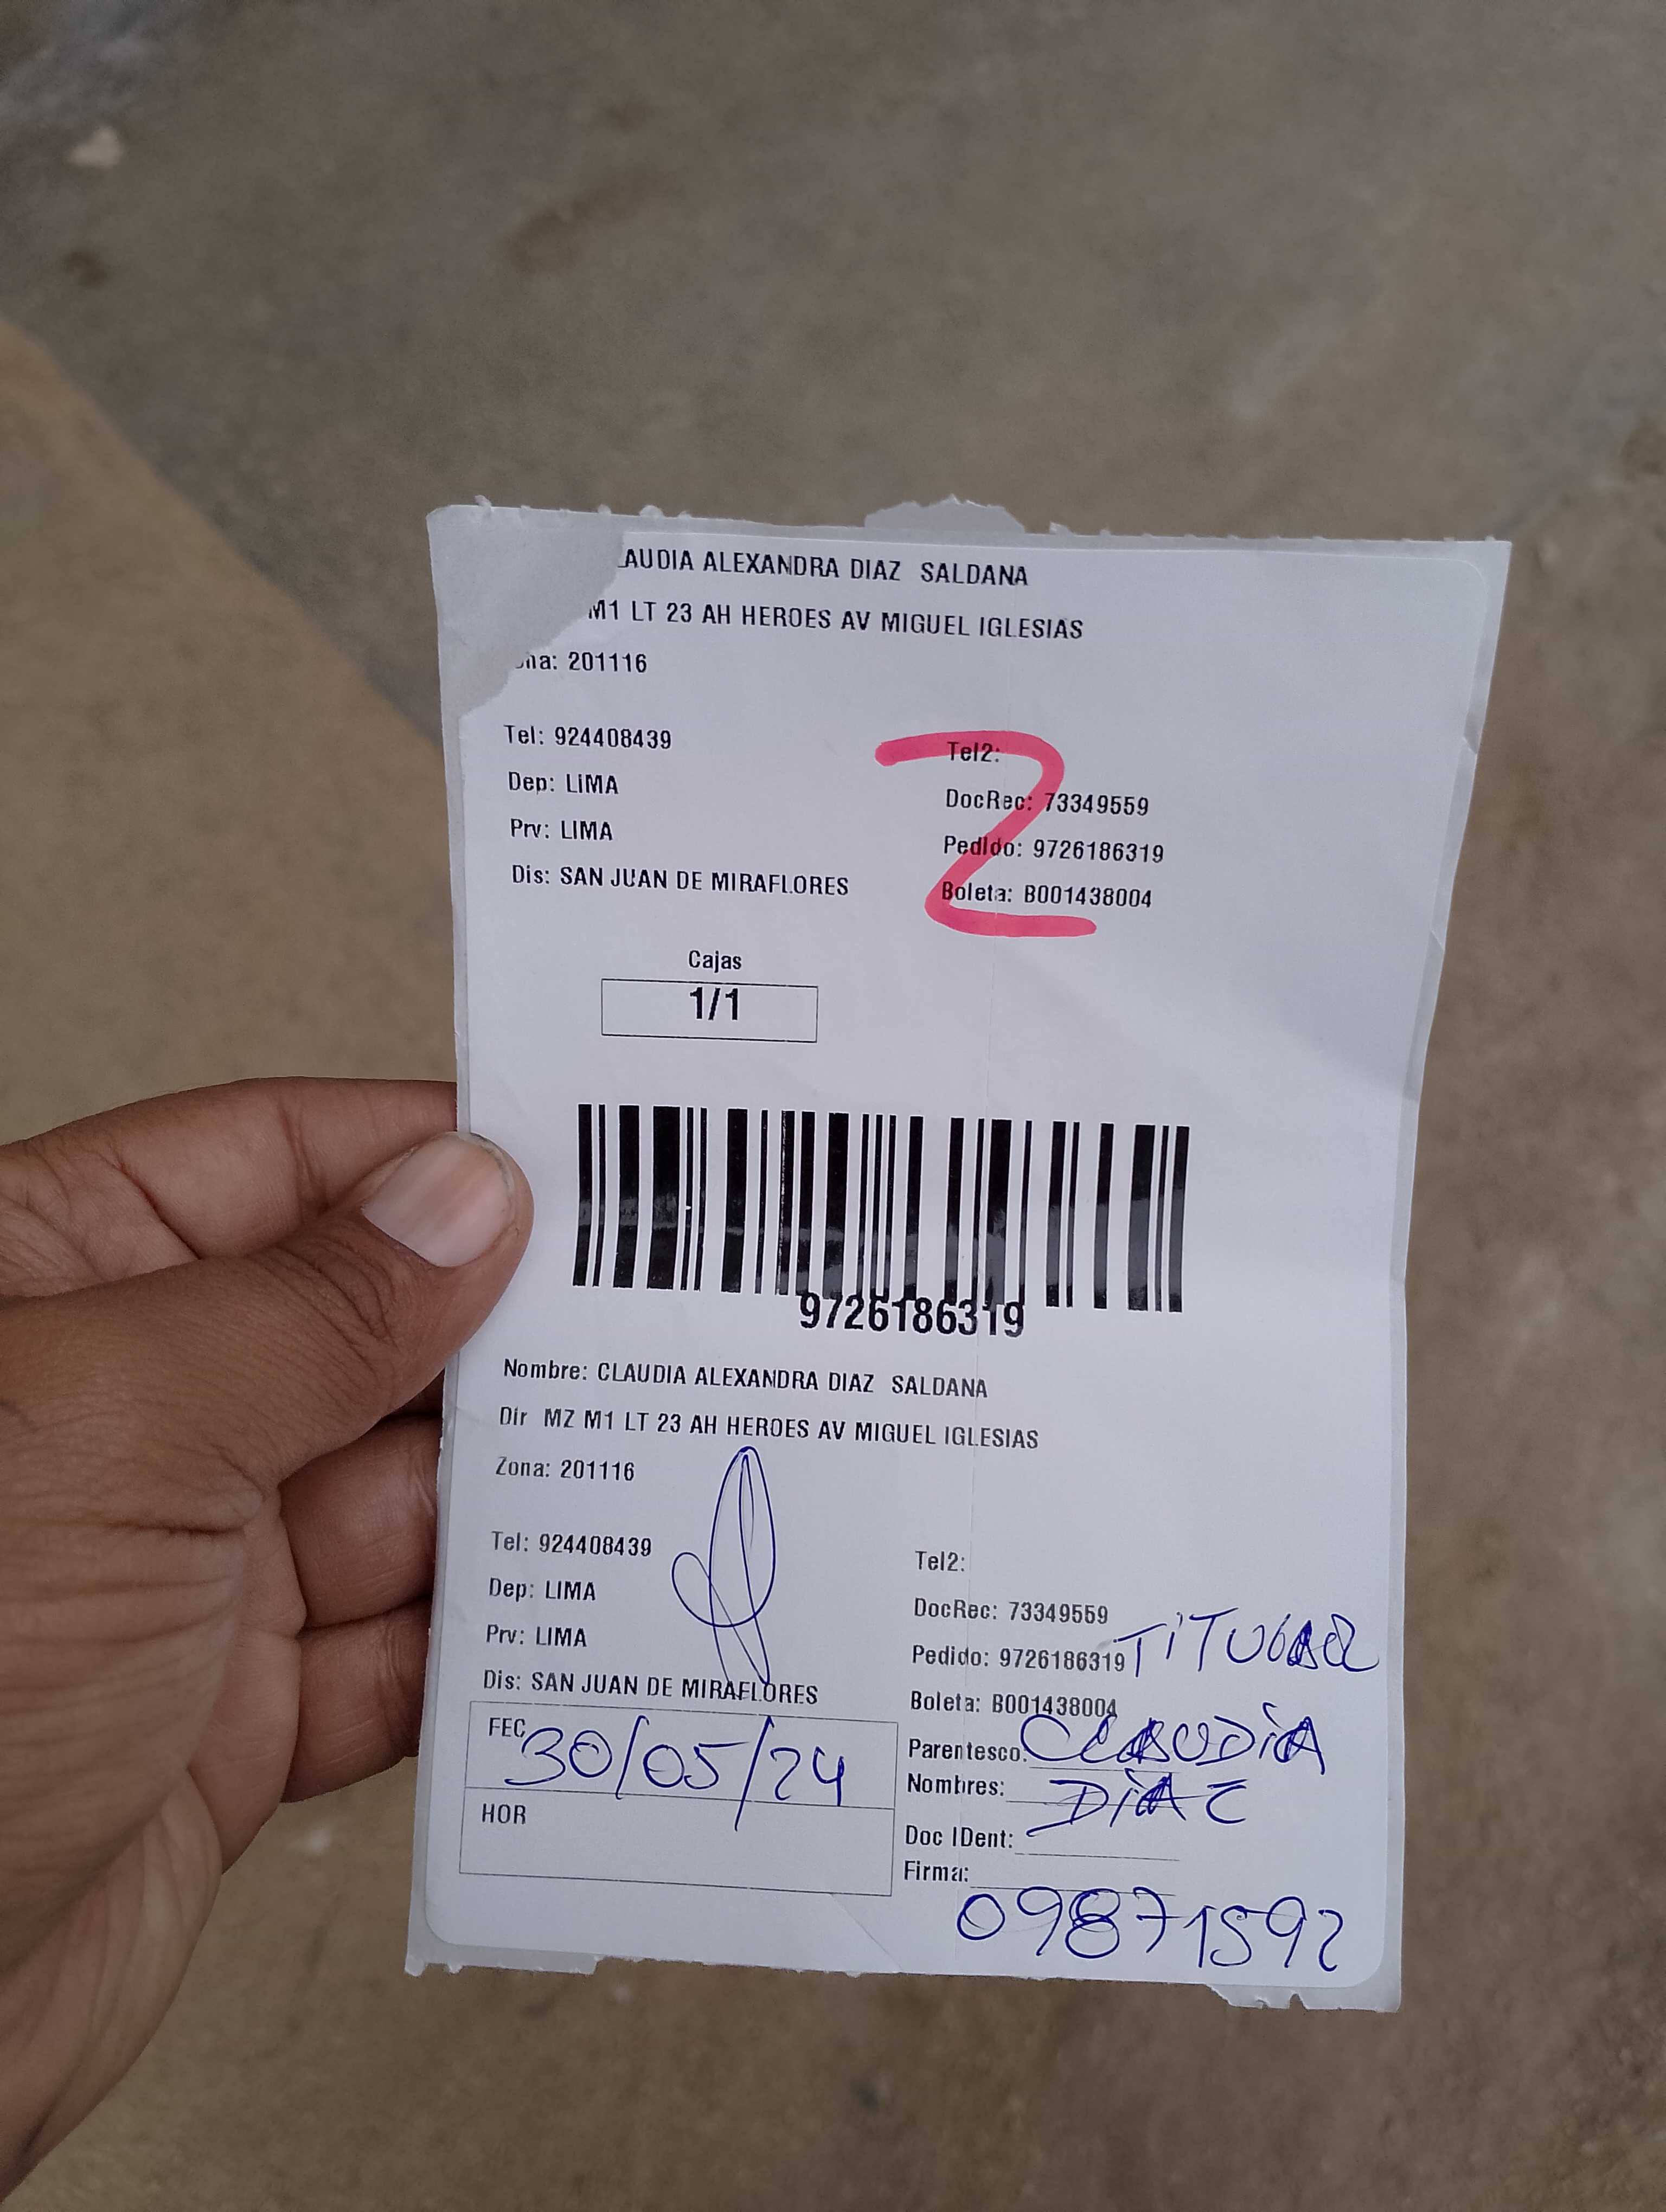 LAUDIA ALEXANDRA DIAZ SALDANA
M1 LT 23 AH HEROES AV MIGUEL IGLESIAS
ona: 201116
Tel: 924408439
Tel2:
Dep: LIMA
DocRec: 73349559
Prv: LIMA
Pedido: 9726186319
Dis: SAN JUAN DE MIRAFLORES
Boleta: B001438004
2
Cajas
1/1
9726186319
Nombre: CLAUDIA ALEXANDRA DIAZ SALDANA
Dir MZ M1 LT 23 AH HEROES AV MIGUEL IGLESIAS
Zona: 201116
Tel: 924408439
Tel2:
Dep: LIMA
DocRec: 73349559
Prv: LIMA
Pedido: 9726186319 TITULAR
Dis: SAN JUAN DE MIRAFLORES
Boleta: B001438004
FEC 30/05/24
HOR
Parentesco: CLAUDIA
Nombres: DIAZ
Doc IDent:
Firma:
09871592